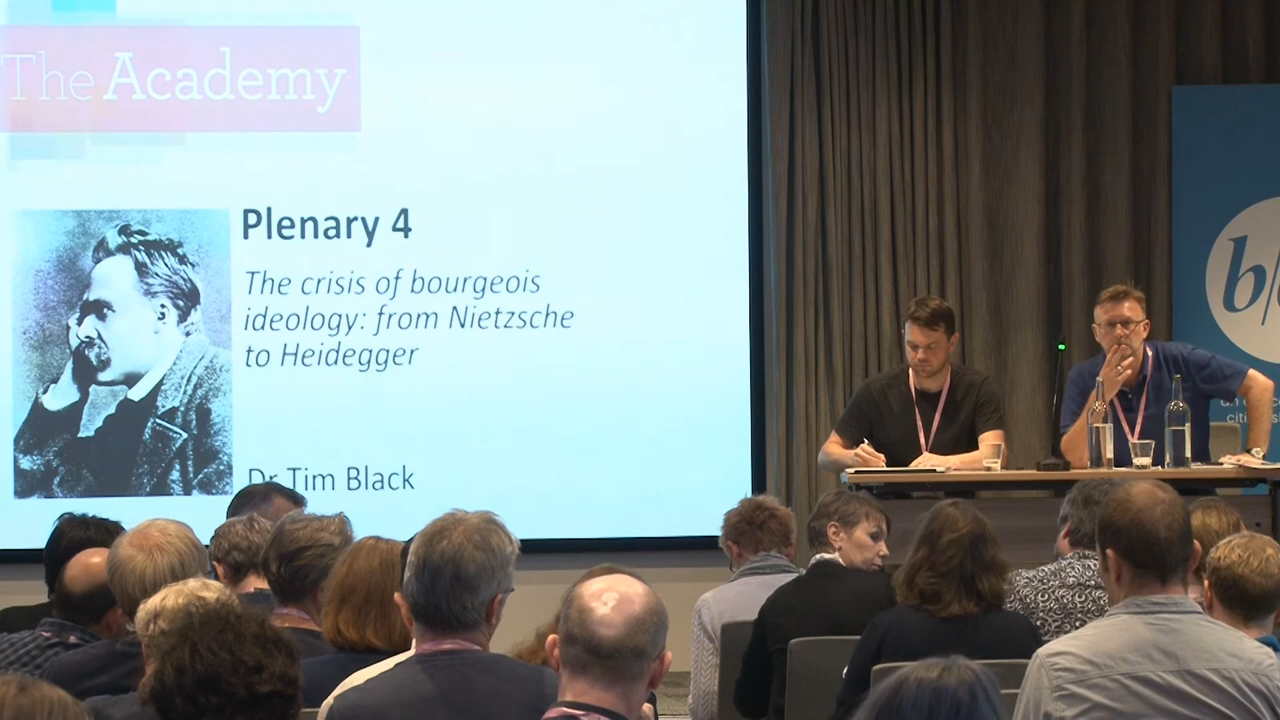 The Academy
Plenary 4
The crisis of bourgeois
ideology: from Nietzsche
to Heidegger
Dr Tim Black
b/